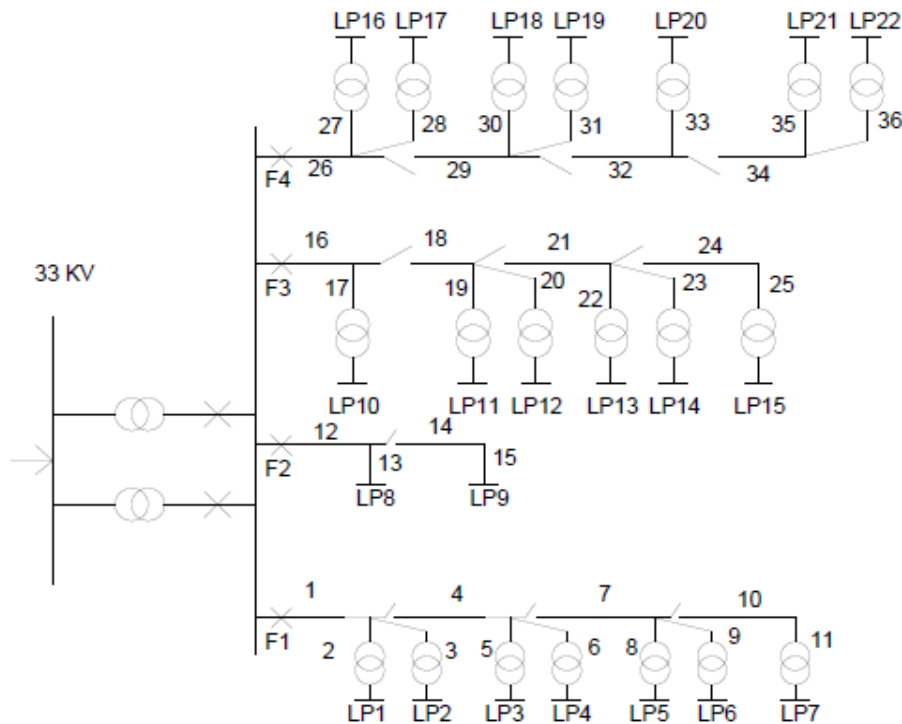 LP16 LP17 LP18 LP19 LP20 LP21 LP22
27 28 30 31 33 35 36
F4 26 29 32 34
16 18 21 24
33 KV
F3 17 19 20 22 23 25
LP10 LP11 LP12 LP13 LP14 LP15
12 14
F2 13 15
LP8 LP9
1 4 7 10
F1 2 3 5 6 8 9 11
LP1 LP2 LP3 LP4 LP5 LP6 LP7